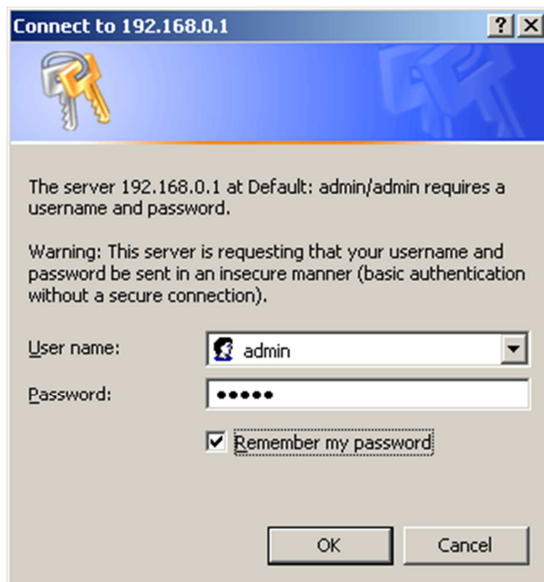 Connect to 192.168.0.1
The server 192.168.0.1 at Default: admin/admin requires a
username and password.
Warning: This server is requesting that your username and
password be sent in an insecure manner (basic authentication
without a secure connection).
User name:
admin
Password:
•••••
Remember my password
OK
Cancel